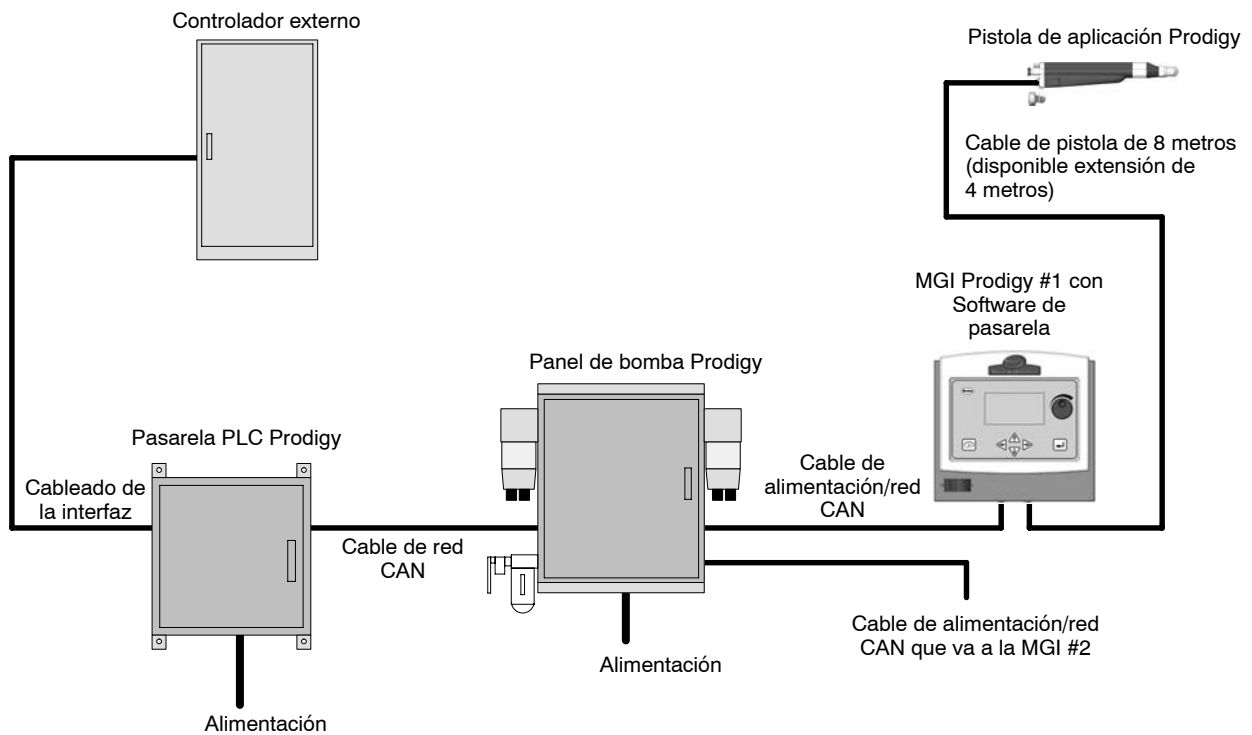 Controlador externo
Pistola de aplicación Prodigy
Cable de pistola de 8 metros
(disponible extensión de
4 metros)
MGI Prodigy #1 con
Software de
pasarela
Panel de bomba Prodigy
Pasarela PLC Prodigy
Cableado de
la interfaz
Cable de red
CAN
Cable de
alimentación/red
CAN
Cable de alimentación/red
CAN que va a la MGI #2
Alimentación
Alimentación